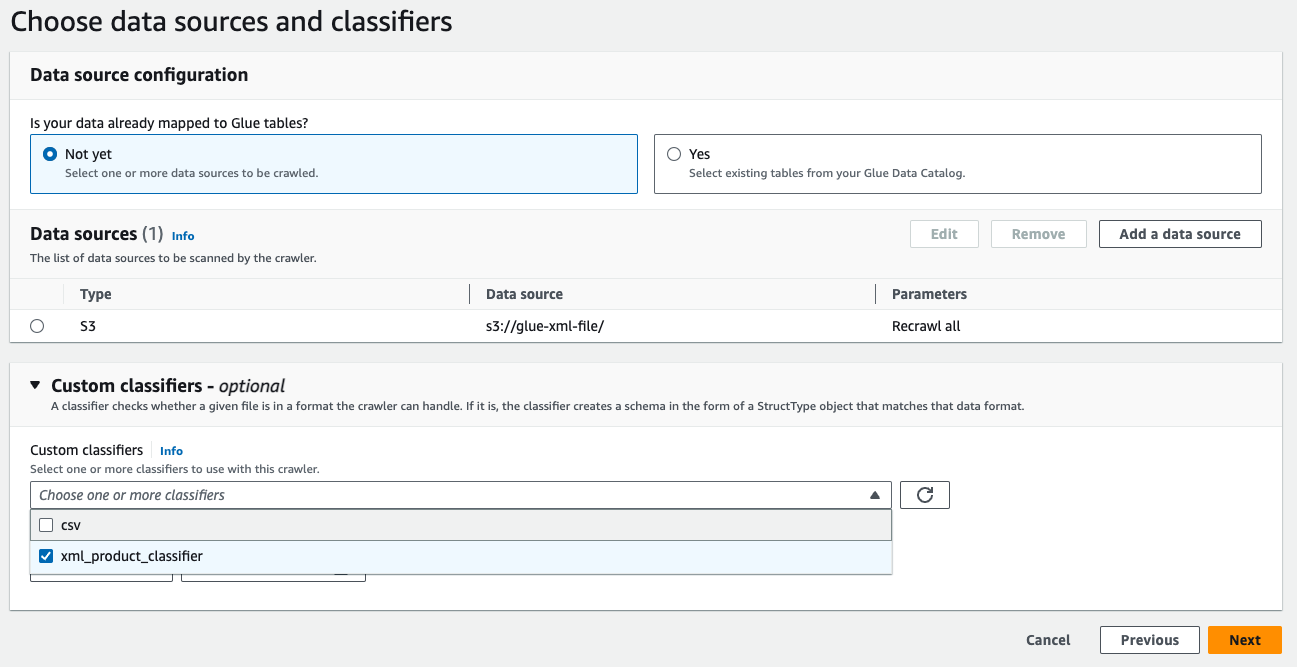 Choose data sources and classifiers
Data source configuration
Is your data already mapped to Glue tables?
Not yet
Select one or more data sources to be crawled.
Yes
Select existing tables from your Glue Data Catalog.
Data sources (1) Info
Edit
Remove
Add a data source
The list of data sources to be scanned by the crawler.
Type
Data source
Parameters
S3
s3://glue-xml-file/
Recrawl all
Custom classifiers - optional
A classifier checks whether a given file is in a format the crawler can handle. If it is, the classifier creates a schema in the form of a StructType object that matches that data format.
Custom classifiers
Info
Select one or more classifiers to use with this crawler.
Choose one or more classifiers
csv
xml_product_classifier
Cancel
Previous
Next